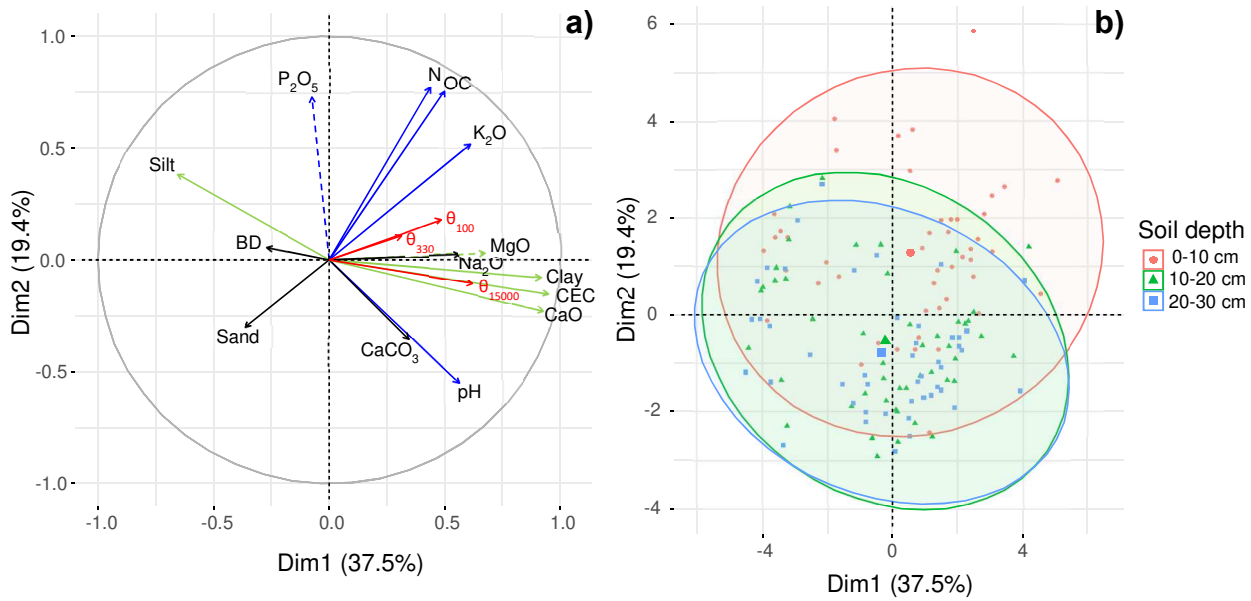 a)
1.0
0.5
0.0
-0.5
-1.0
Dim2 (19.4%)
P₂O₅
N
OC
K₂O
Silt
θ₁₀₀
θ₃₃₀
BD
MgO
Na₂O
Clay
θ₁₅₀₀₀
CEC
CaO
Sand
CaCO₃
pH
-1.0
-0.5
0.0
0.5
1.0
Dim1 (37.5%)
b)
6
4
2
0
-2
-4
Dim2 (19.4%)
-4
0
4
Dim1 (37.5%)
Soil depth
0-10 cm
10-20 cm
20-30 cm